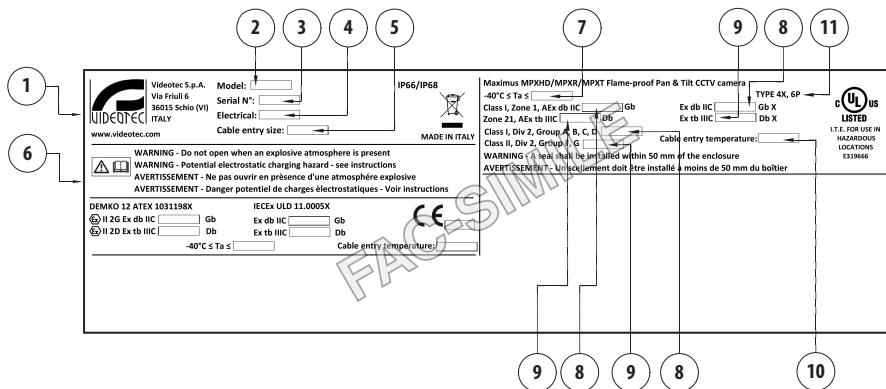 2 3 4 5 7 9 8 11
1
VIDEOTEC
Videotec S.p.A.
Via Friuli 6
36015 Schio (VI)
ITALY
www.videotec.com
Model:
Serial N°:
Electrical:
Cable entry size:
IP66/IP68
MADE IN ITALY
6
WARNING - Do not open when an explosive atmosphere is present
WARNING - Potential electrostatic charging hazard - see instructions
AVERTISSEMENT - Ne pas ouvrir en prèsence d'une atmosphére explosive
AVERTISSEMENT - Danger potentiel de charges èlectrostatiques - Voir instructions
DEMKO 12 ATEX 1031198X
Ex II 2G Ex db IIC Gb
Ex II 2D Ex tb IIIC Db
IECEx ULD 11.0005X
Ex db IIC Gb
Ex tb IIIC Db
CE
-40°C ≤ Ta ≤
Cable entry temperature:
Maximus MPXHD/MPXR/MPXT Flame-proof Pan & Tilt CCTV camera
-40°C ≤ Ta ≤
TYPE 4X, 6P
Class I, Zone 1, AEx db IIC Gb
Ex db IIC Gb X
Zone 21, AEx tb IIIC Db
Ex tb IIIC Db X
Class I, Div 2, Group A, B, C, D
Cable entry temperature:
Class II, Div 2, Group F, G
WARNING - A seal shall be installed within 50 mm of the enclosure
AVERTISSEMENT - Un scellement doit être installé à moins de 50 mm du boîtier
C UL US
LISTED
I.T.E. FOR USE IN
HAZARDOUS
LOCATIONS
E319666
FAC-SIMILE
9 8 9 8 10